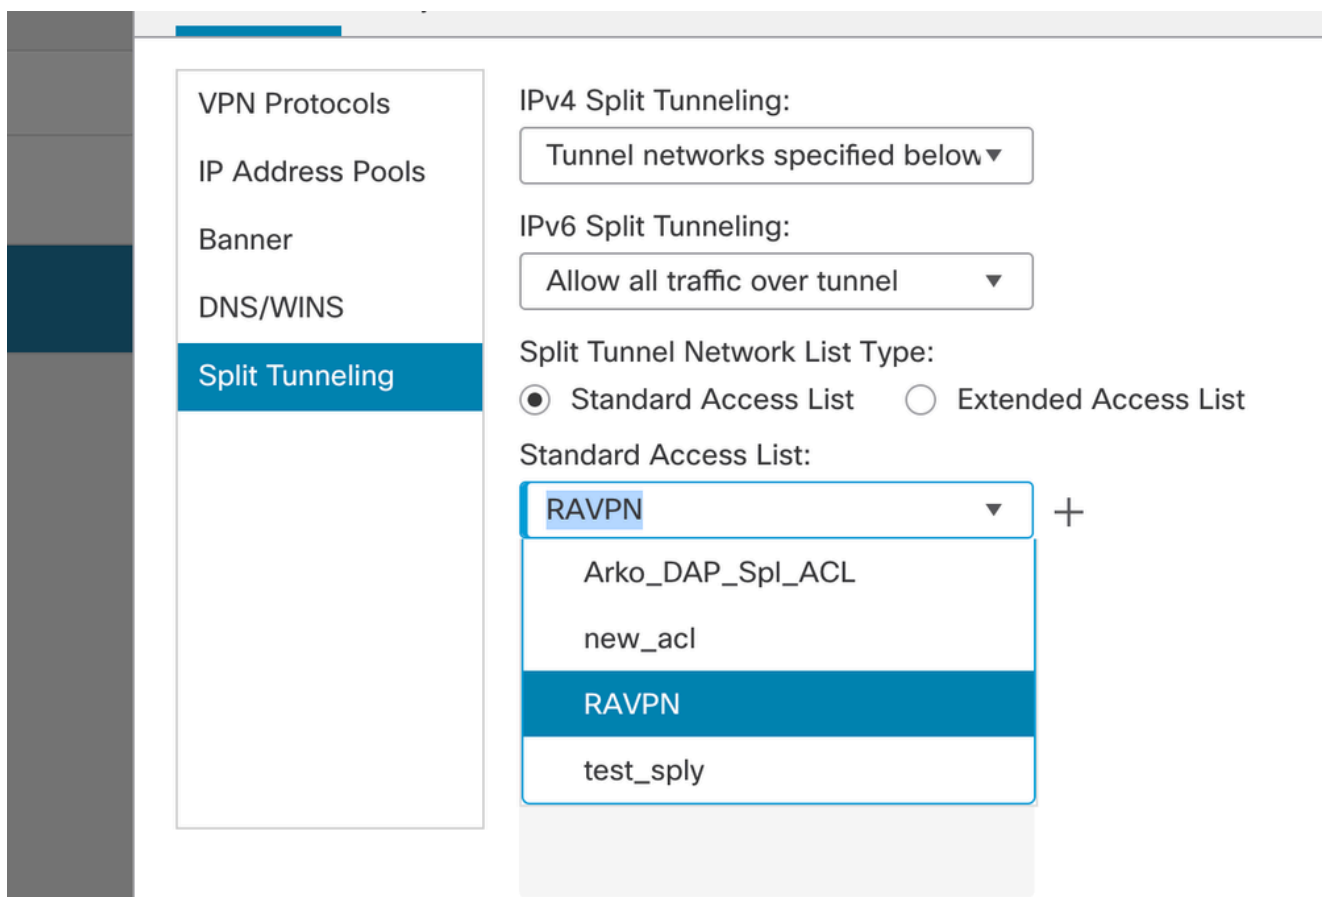 VPN Protocols
IP Address Pools
Banner
DNS/WINS
Split Tunneling
IPv4 Split Tunneling:
Tunnel networks specified below
IPv6 Split Tunneling:
Allow all traffic over tunnel
Split Tunnel Network List Type:
Standard Access List Extended Access List
Standard Access List:
RAVPN
Arko_DAP_Spl_ACL
new_acl
RAVPN
test_sply